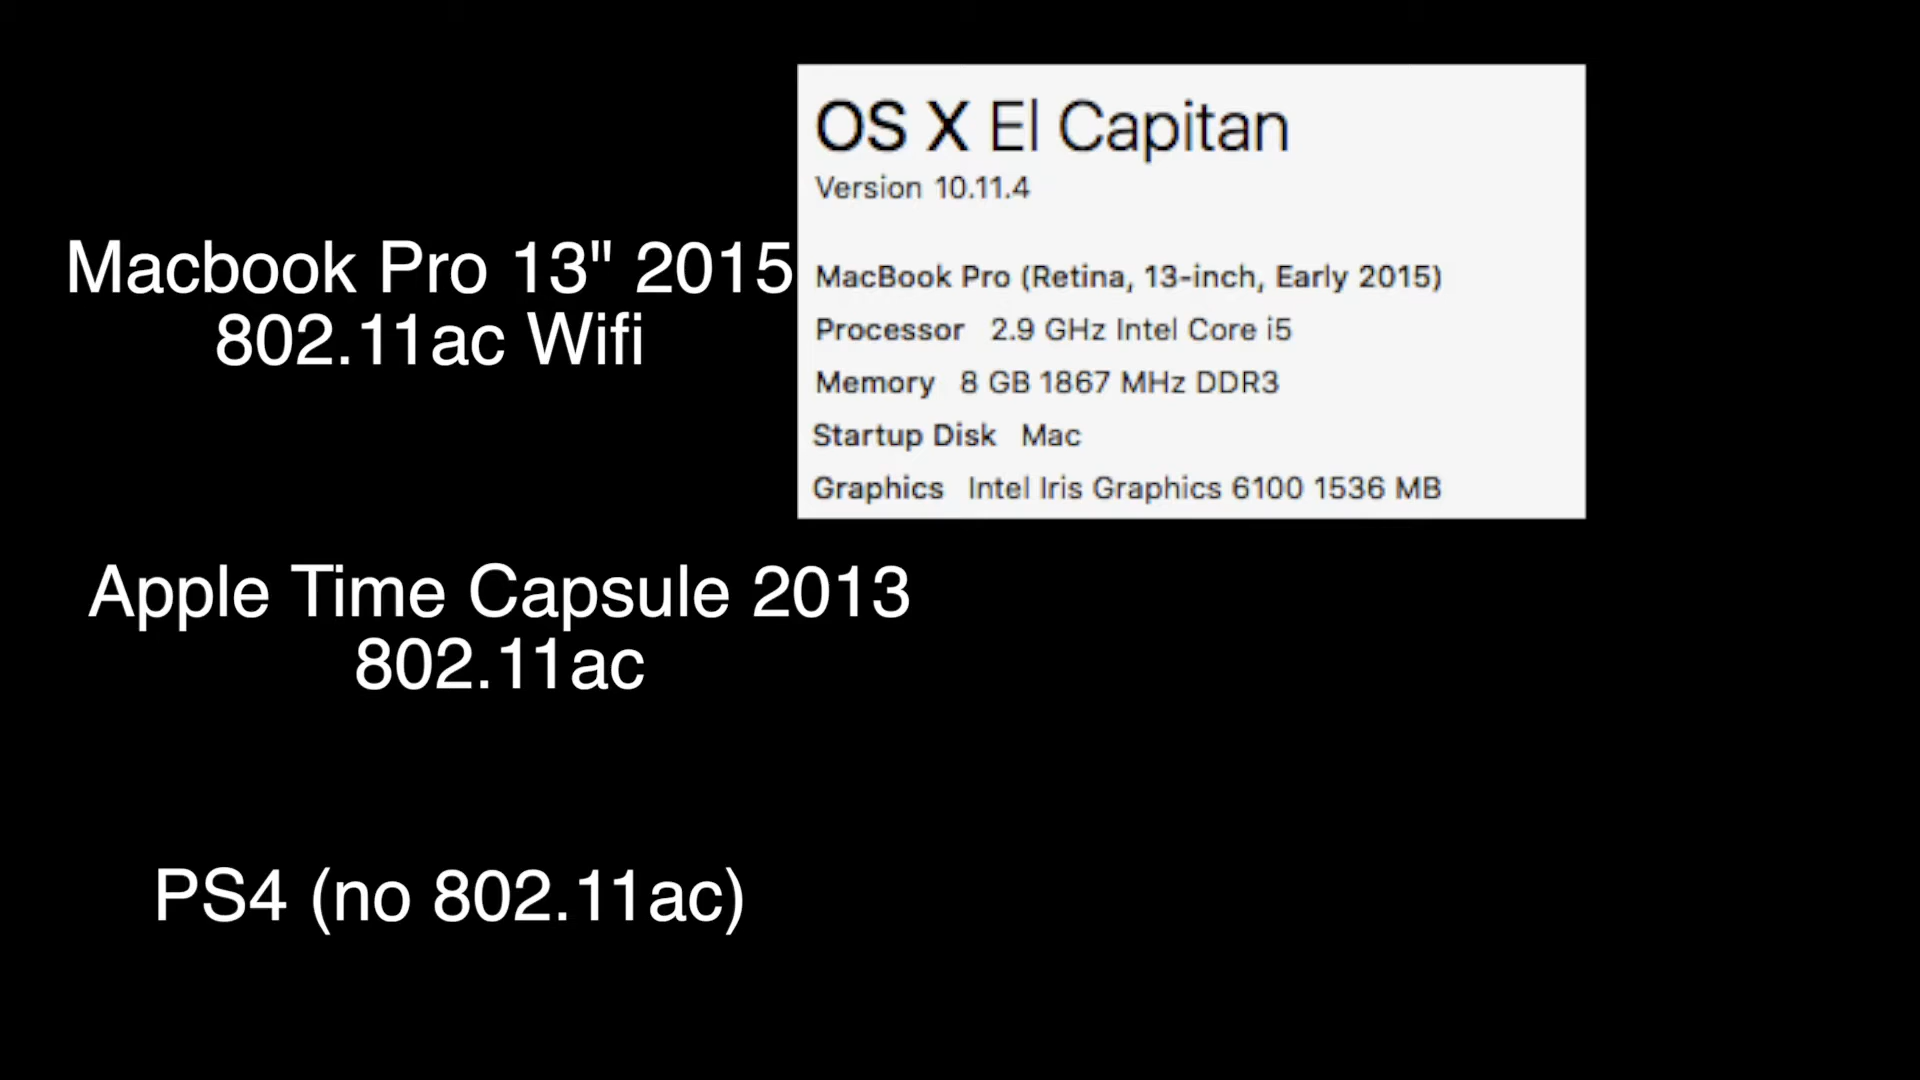 OS X El Capitan
Version 10.11.4
MacBook Pro (Retina, 13-inch, Early 2015)
Processor 2.9 GHz Intel Core i5
Memory 8 GB 1867 MHz DDR3
Startup Disk Mac
Graphics Intel Iris Graphics 6100 1536 MB
Macbook Pro 13" 2015
802.11ac Wifi
Apple Time Capsule 2013
802.11ac
PS4 (no 802.11ac)